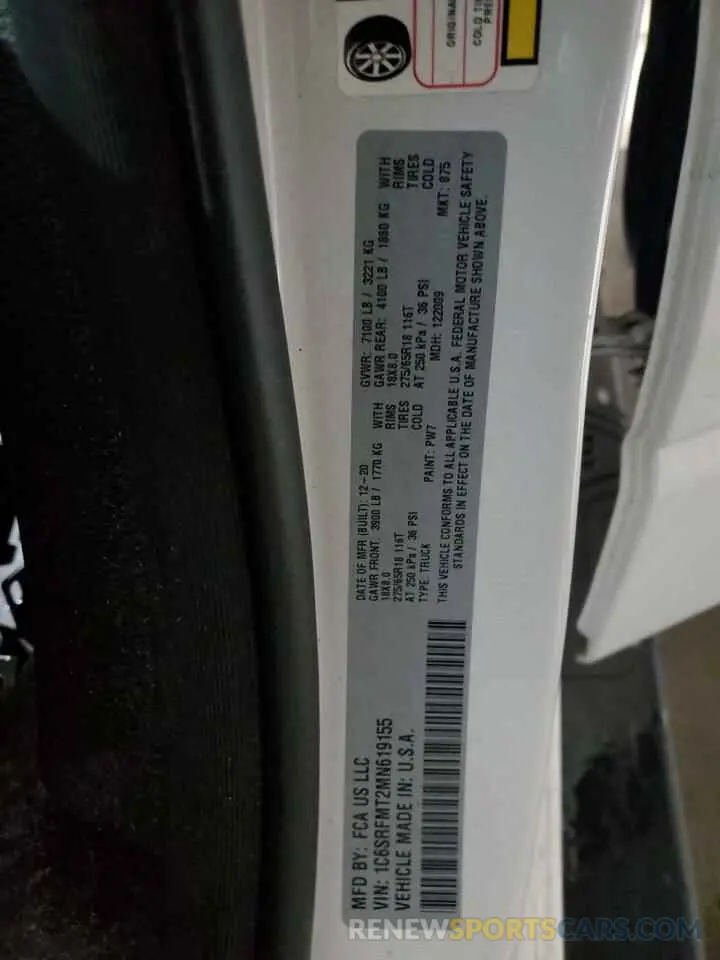 ORIGINAL
COLD TI
PRE
MFD BY: FCA US LLC
VIN: 1C6SRFMT2MN619155
VEHICLE MADE IN: U.S.A.
DATE OF MFR (BUILT): 12-20
GAWR FRONT: 3900 LB / 1770 KG WITH
18X8.0 RIMS
275/65R18 116T TIRES
AT 250 kPa / 36 PSI COLD
TYPE: TRUCK PAINT: PW7
GVWR: 7100 LB / 3221 KG
GAWR REAR: 4100 LB / 1860 KG WITH
18X8.0 RIMS
275/65R18 116T TIRES
AT 250 kPa / 36 PSI COLD
MDH: 122009 MKT: 875
THIS VEHICLE CONFORMS TO ALL APPLICABLE U.S.A. FEDERAL MOTOR VEHICLE SAFETY
STANDARDS IN EFFECT ON THE DATE OF MANUFACTURE SHOWN ABOVE.
RENEWSPORTSCARS.COM